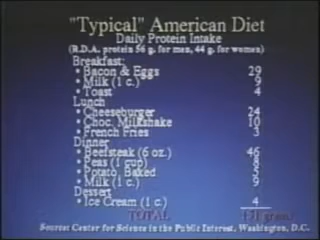 "Typical" American Diet
Daily Protein Intake
(R.D.A. protein 56 g. for men, 44 g. for women)
Breakfast:
• Bacon & Eggs 29
• Milk (1 c.) 9
• Toast 4
Lunch
• Cheeseburger 24
• Choc. Milkshake 10
• French Fries 3
Dinner
• Beefsteak (6 oz.) 46
• Peas (1 cup) 8
• Potato, Baked 5
• Milk (1 c.) 9
Dessert
• Ice Cream (1 c.) 4
TOTAL 151 grams
Source: Center for Science in the Public Interest, Washington, D.C.